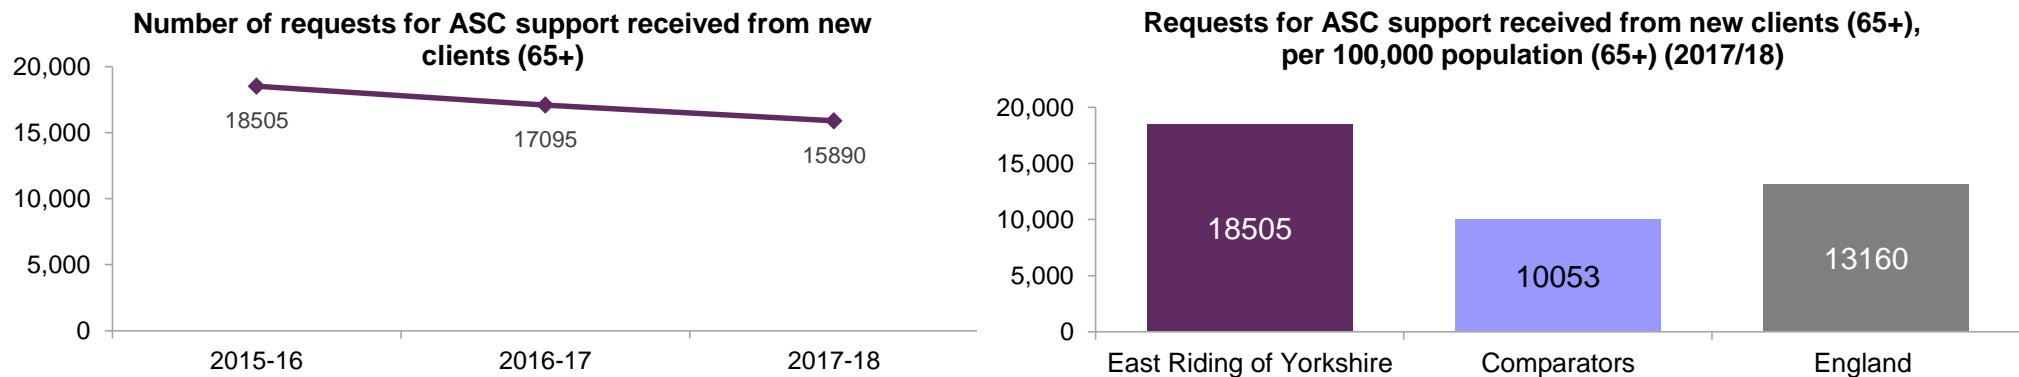 Number of requests for ASC support received from new
clients (65+)
20,000
15,000
10,000
5,000
0
18505
17095
15890
2015-16
2016-17
2017-18
Requests for ASC support received from new clients (65+),
per 100,000 population (65+) (2017/18)
20,000
15,000
10,000
5,000
0
18505
10053
13160
East Riding of Yorkshire
Comparators
England